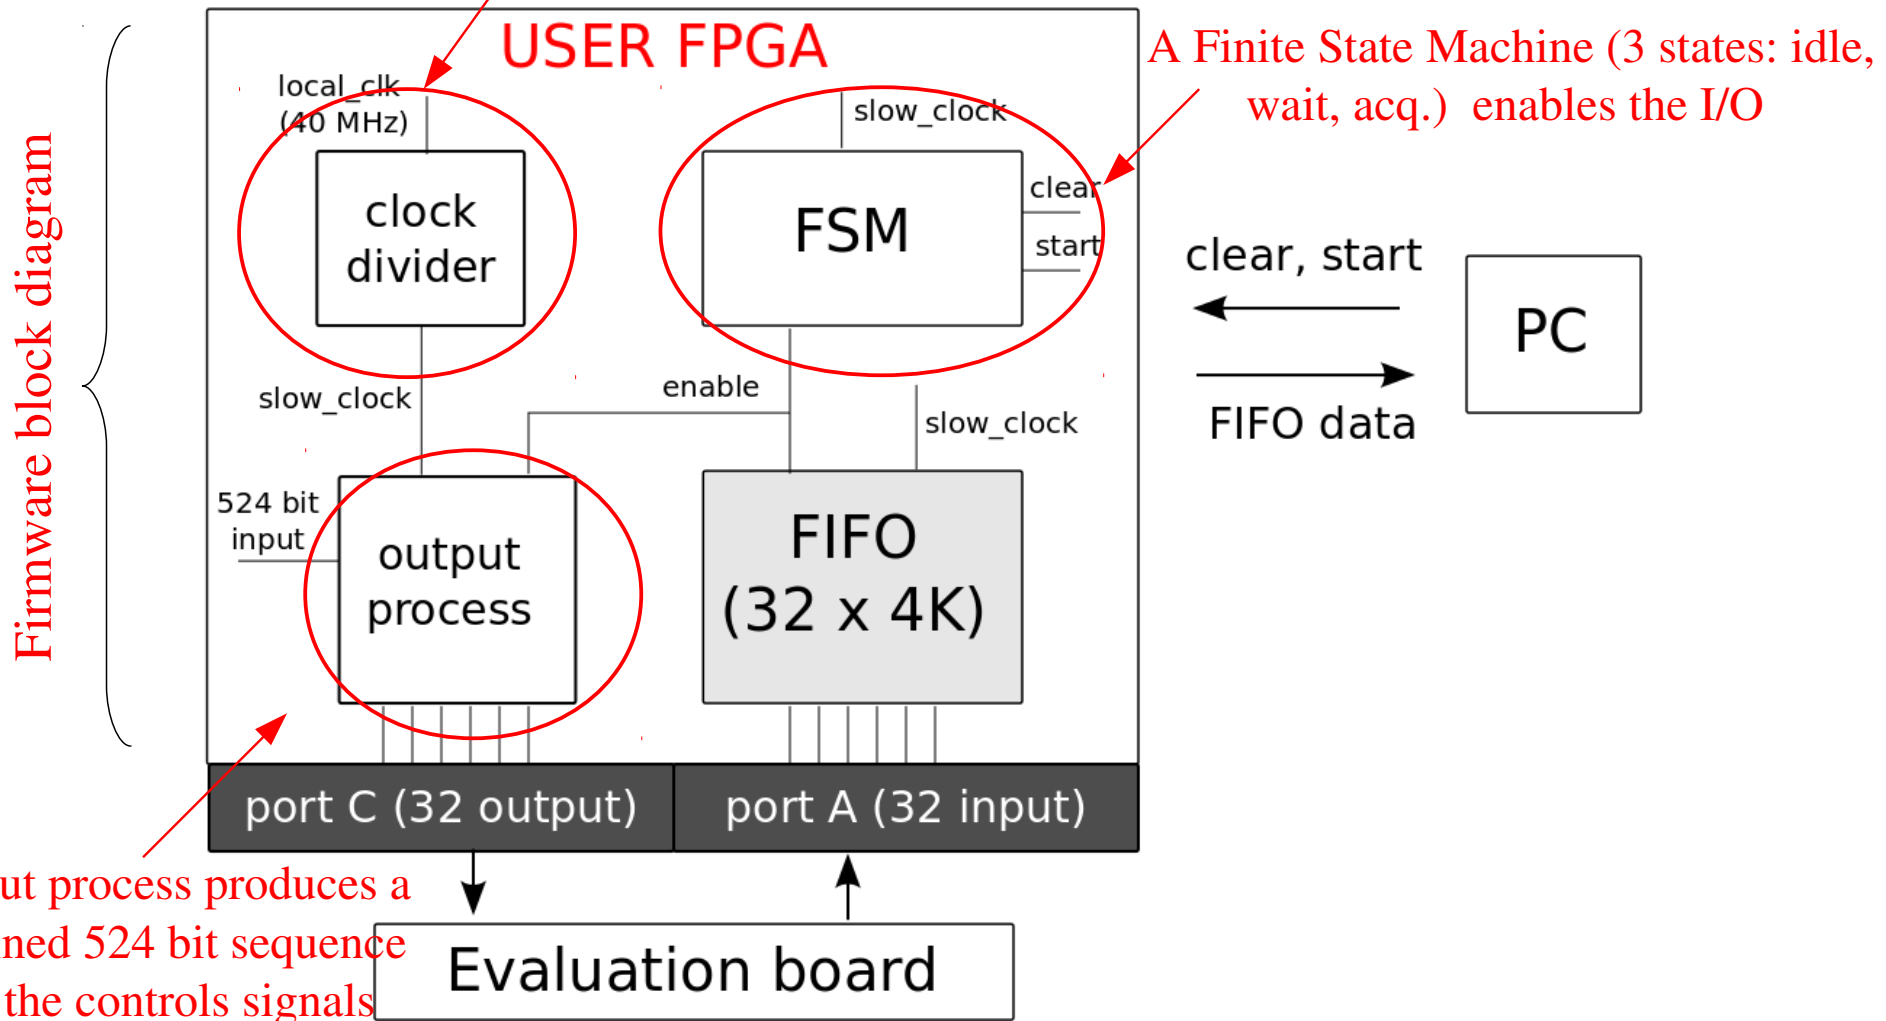 USER FPGA
A Finite State Machine (3 states: idle,
wait, acq.) enables the I/O
local_clk
(40 MHz)
slow_clock
clock
divider
FSM
clear
start
clear, start
PC
FIFO data
Firmware block diagram
slow_clock
enable
slow_clock
524 bit
input
output
process
FIFO
(32 x 4K)
port C (32 output)
port A (32 input)
process produces a
524 bit sequence
the controls signals
Evaluation board